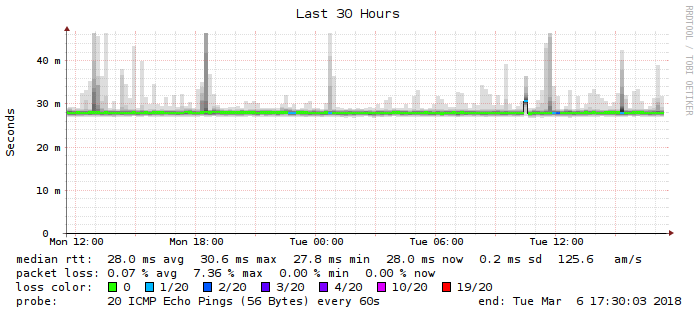 Last 30 Hours
RRDTOOL / TOBI OETIKER
Seconds
40 m
30 m
20 m
10 m
0
Mon 12:00 Mon 18:00 Tue 00:00 Tue 06:00 Tue 12:00
median rtt: 28.0 ms avg 30.6 ms max 27.8 ms min 28.0 ms now 0.2 ms sd 125.6 am/s
packet loss: 0.07 % avg 7.36 % max 0.00 % min 0.00 % now
loss color: 0 1/20 2/20 3/20 4/20 10/20 19/20
probe: 20 ICMP Echo Pings (56 Bytes) every 60s end: Tue Mar 6 17:30:03 2018